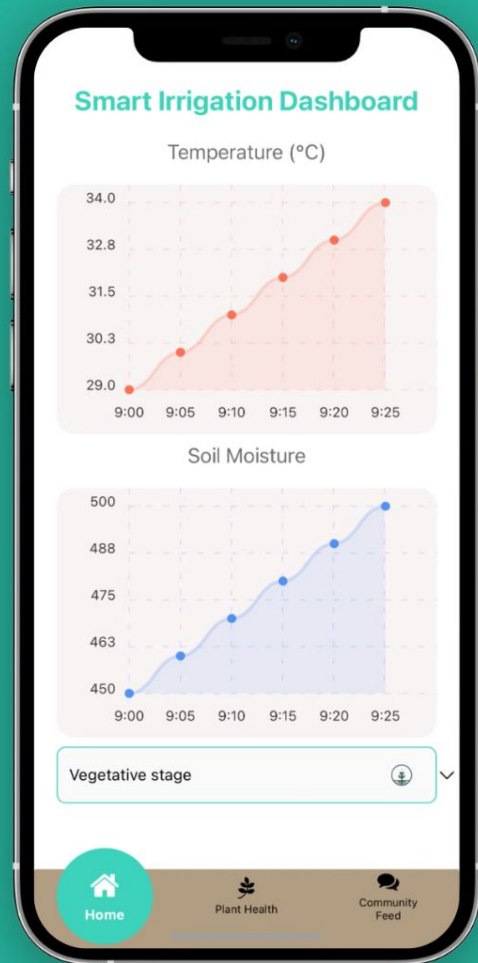 Smart Irrigation Dashboard
Temperature (°C)
34.0
32.8
31.5
30.3
29.0
9:00 9:05 9:10 9:15 9:20 9:25
Soil Moisture
500
488
475
463
450
9:00 9:05 9:10 9:15 9:20 9:25
Vegetative stage
Home
Plant Health
Community
Feed